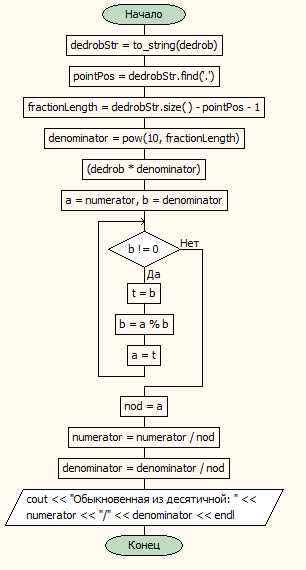 Начало
dedrobStr = to_string(dedrob)
pointPos = dedrobStr.find('.')
fractionLength = dedrobStr.size( ) - pointPos - 1
denominator = pow(10, fractionLength)
(dedrob * denominator)
a = numerator, b = denominator
b != 0
Нет
Да
t = b
b = a % b
a = t
nod = a
numerator = numerator / nod
denominator = denominator / nod
cout << "Обыкновенная из десятичной: " <<
numerator << "/" << denominator << endl
Конец